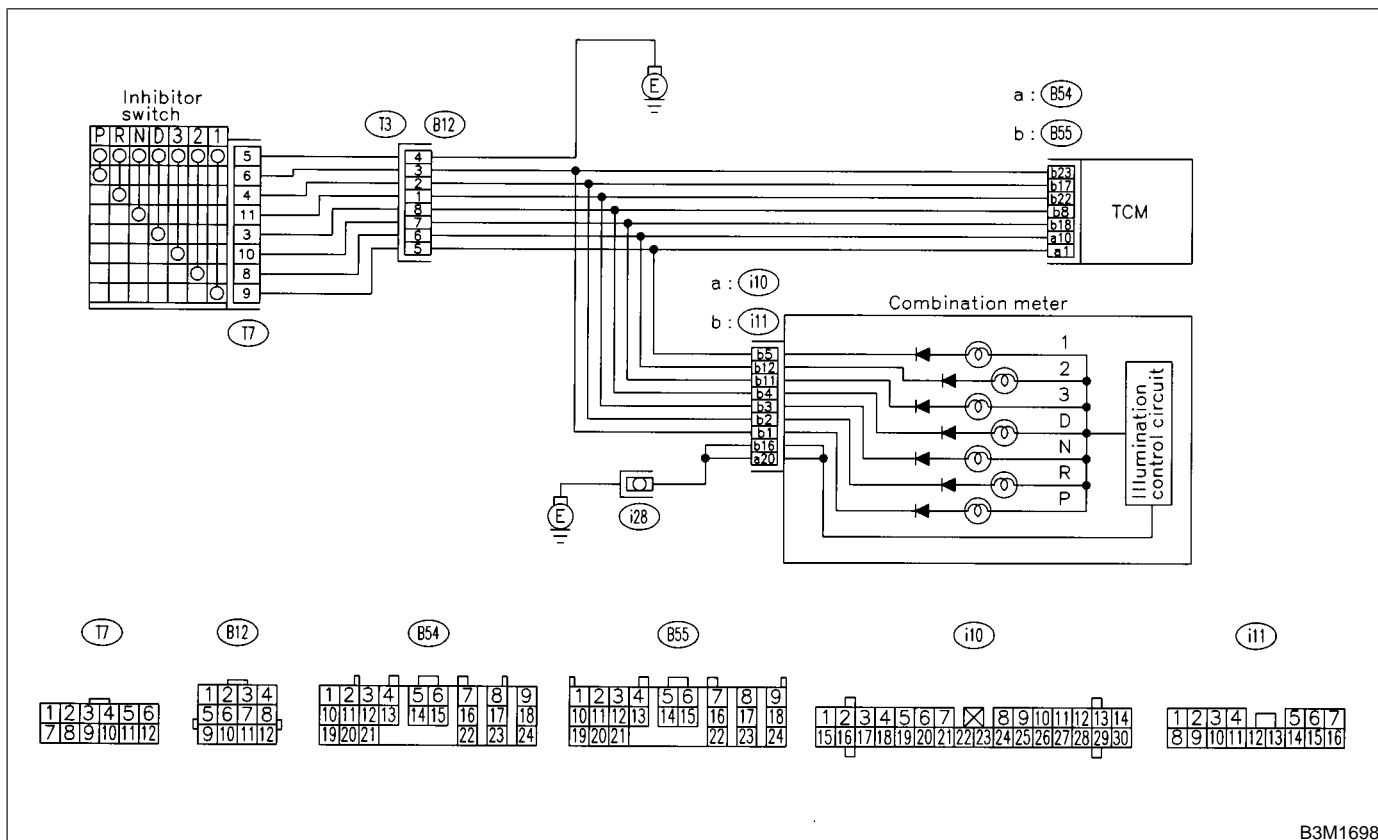 E
a : B54
b : B55
Inhibitor
switch
P R N D 3 2 1
T3 B12
5 4
6 3
4 2
11 1
3 8
10 7
8 6
9 5
T7
b23
b17
b22
b8
b18
a10
a1
TCM
a : i10
b : i11
Combination meter
b5 1
b12 2
b11 3
b4 D
b3 N
b2 R
b1 P
b16
a20
Illumination
control circuit
E
i28
T7 B12 B54 B55 i10 i11
1 2 3 4 5 6
7 8 9 10 11 12
1 2 3 4
5 6 7 8
9 10 11 12
1 2 3 4 5 6 7 8 9
10 11 12 13 14 15 16 17 18
19 20 21 22 23 24
1 2 3 4 5 6 7 8 9
10 11 12 13 14 15 16 17 18
19 20 21 22 23 24
1 2 3 4 5 6 7 8 9 10 11 12 13 14
15 16 17 18 19 20 21 22 23 24 25 26 27 28 29 30
1 2 3 4 5 6 7
8 9 10 11 12 13 14 15 16
B3M1698